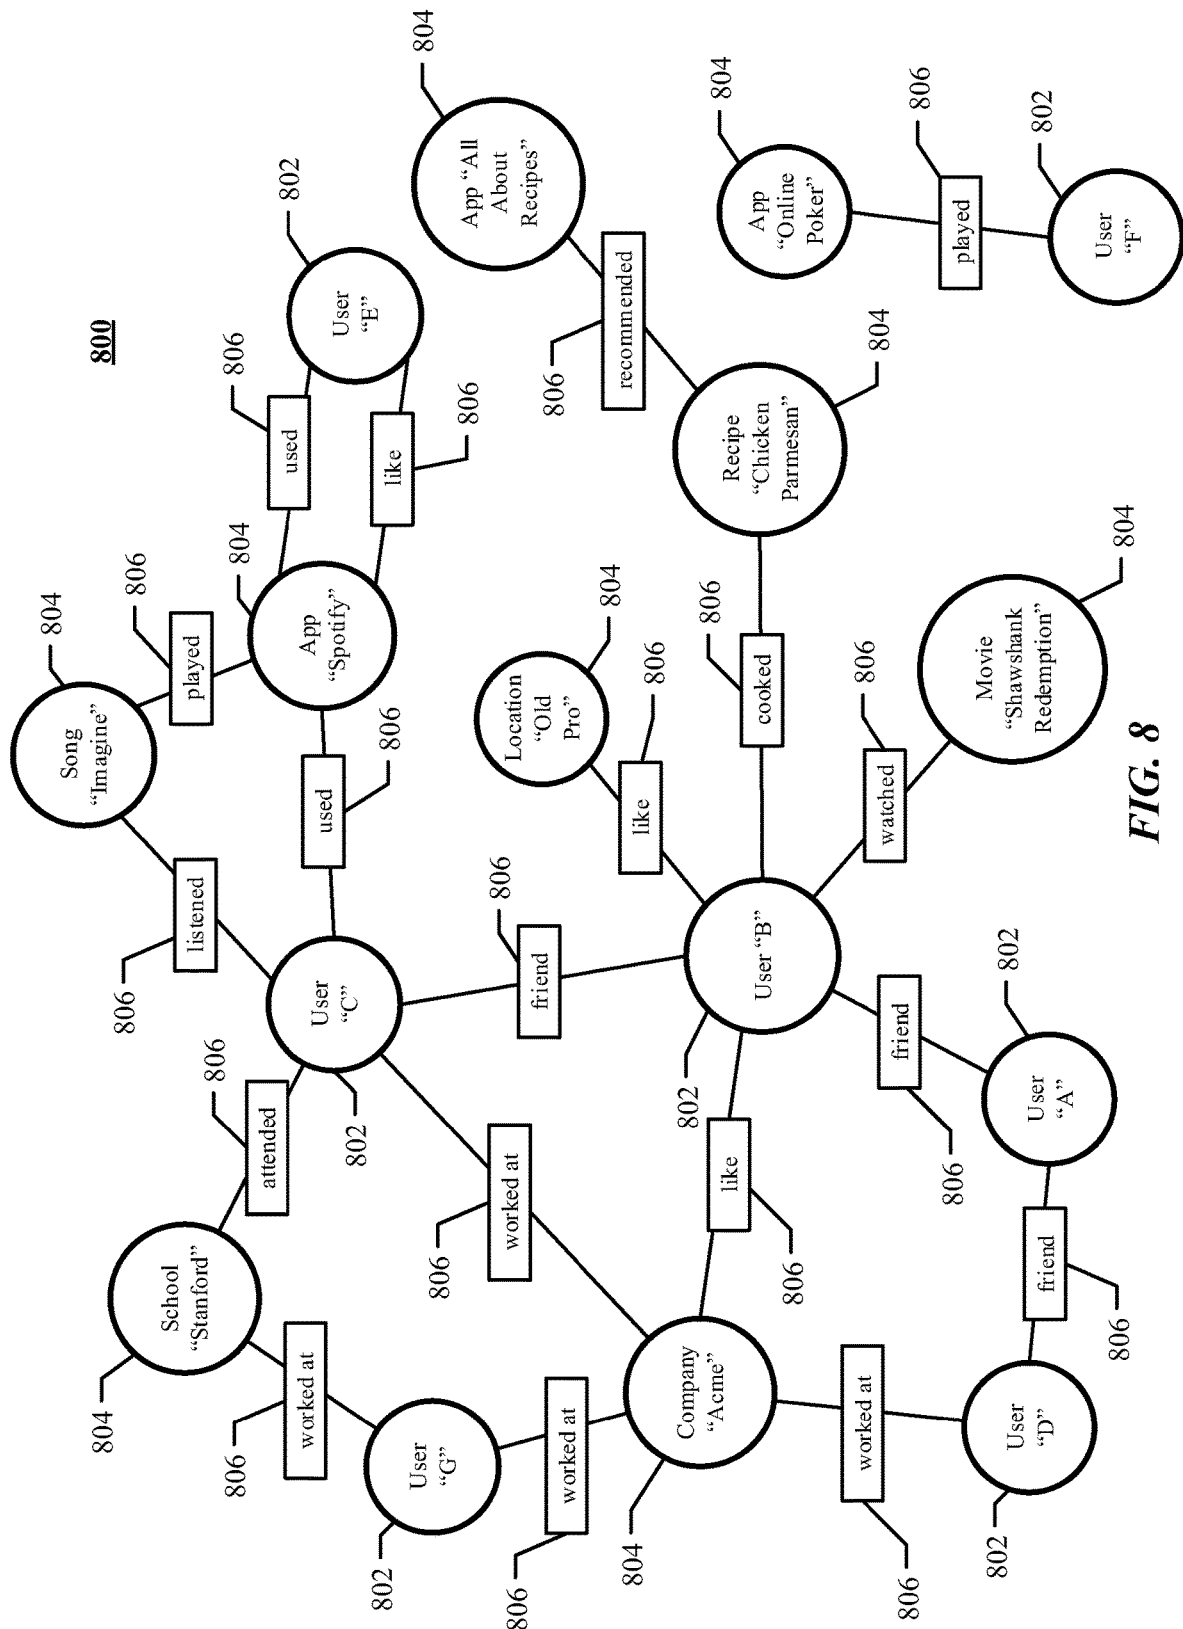 800
804
Song
“Imagine”
804
School
“Stanford”
806
listened
806
played
806
attended
806
806
worked at
806
used
806
802
User
“E”
802
User
“C”
802
806
used
804
App
“Spotify”
806
like
806
802
User
“G”
804
App “All
About
Recipes”
806
worked at
806
worked at
806
friend
804
Location
“Old
Pro”
806
recommended
806
like
804
Company
“Acme”
802
User “B”
806
like
806
cooked
804
Recipe
“Chicken
Parmesan”
804
App
“Online
Poker”
806
worked at
806
friend
806
watched
806
played
802
User
“D”
806
friend
802
User
“A”
804
Movie
“Shawshank
Redemption”
802
User
“F”
FIG. 8